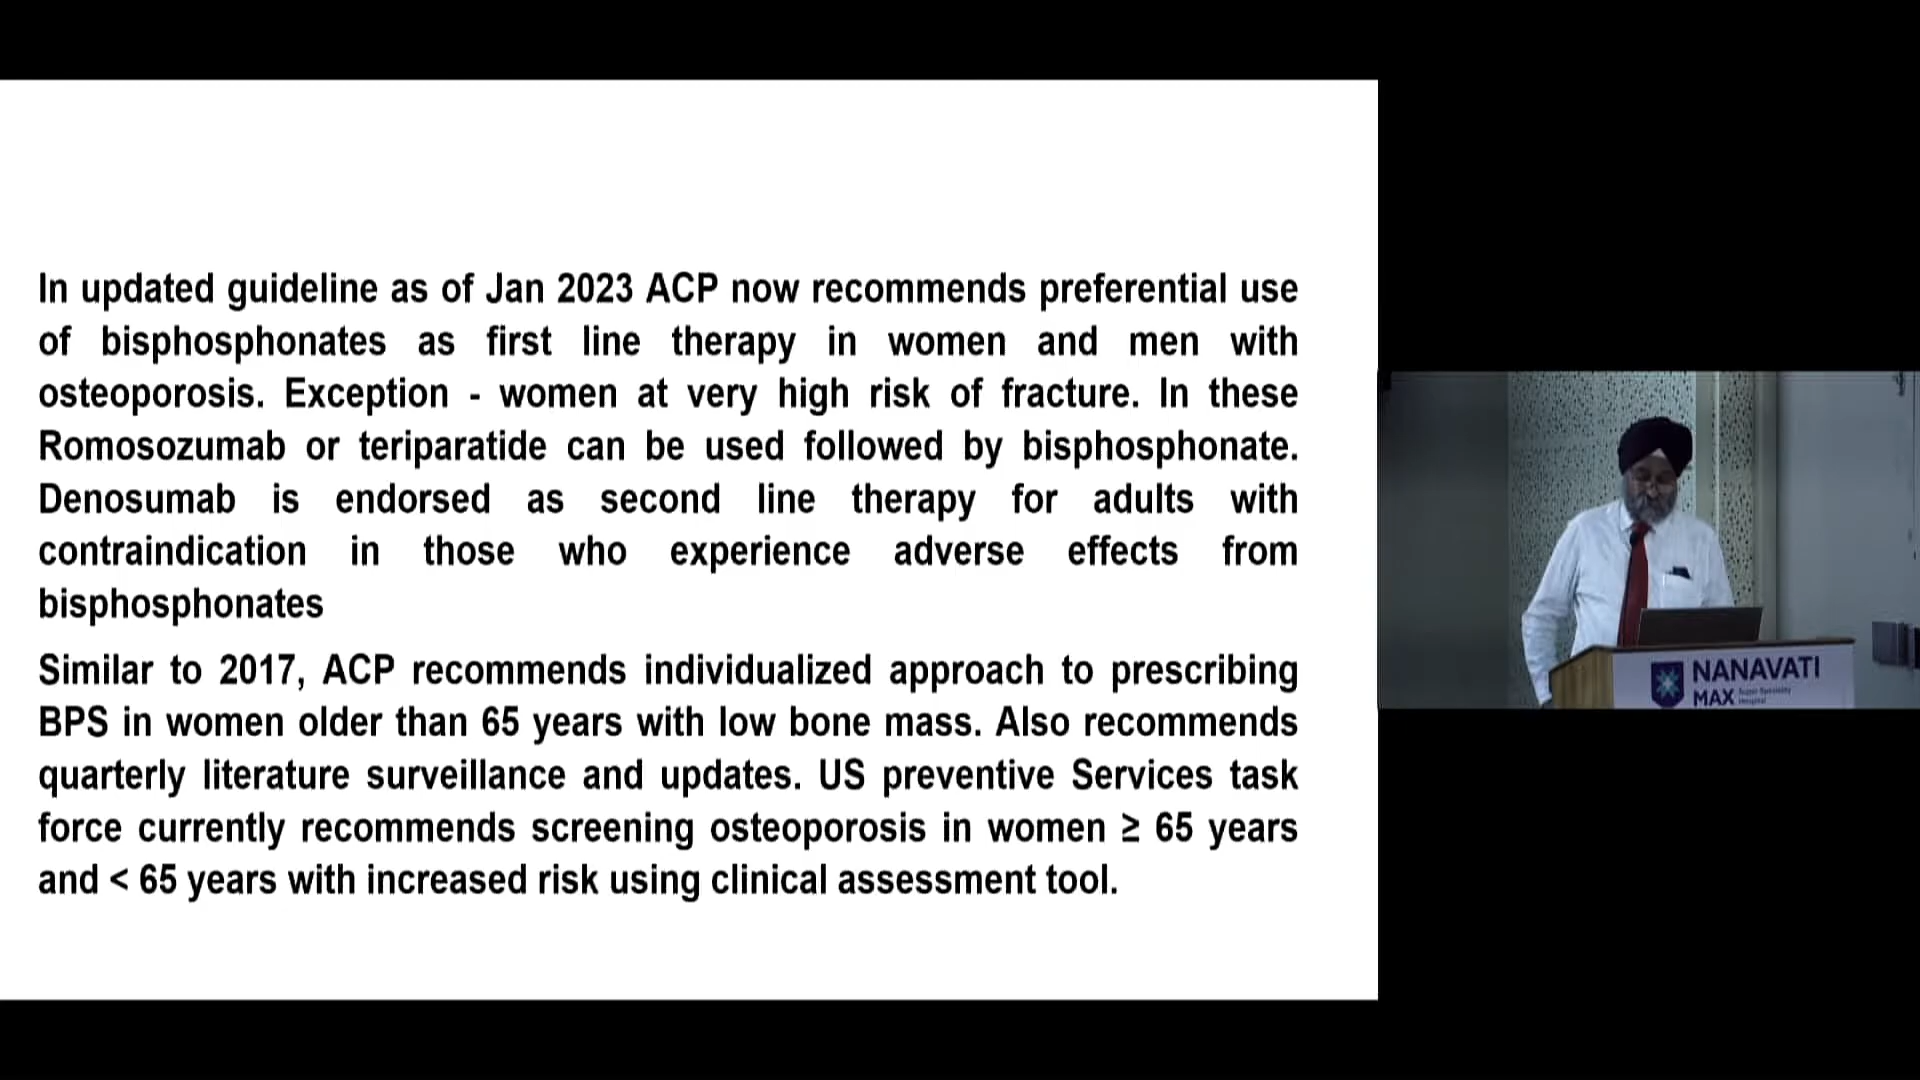 In updated guideline as of Jan 2023 ACP now recommends preferential use
of bisphosphonates as first line therapy in women and men with
osteoporosis. Exception - women at very high risk of fracture. In these
Romosozumab or teriparatide can be used followed by bisphosphonate.
Denosumab is endorsed as second line therapy for adults with
contraindication in those who experience adverse effects from
bisphosphonates
Similar to 2017, ACP recommends individualized approach to prescribing
BPS in women older than 65 years with low bone mass. Also recommends
quarterly literature surveillance and updates. US preventive Services task
force currently recommends screening osteoporosis in women ≥ 65 years
and < 65 years with increased risk using clinical assessment tool.
NANAVATI
MAX Super Speciality
Hospital